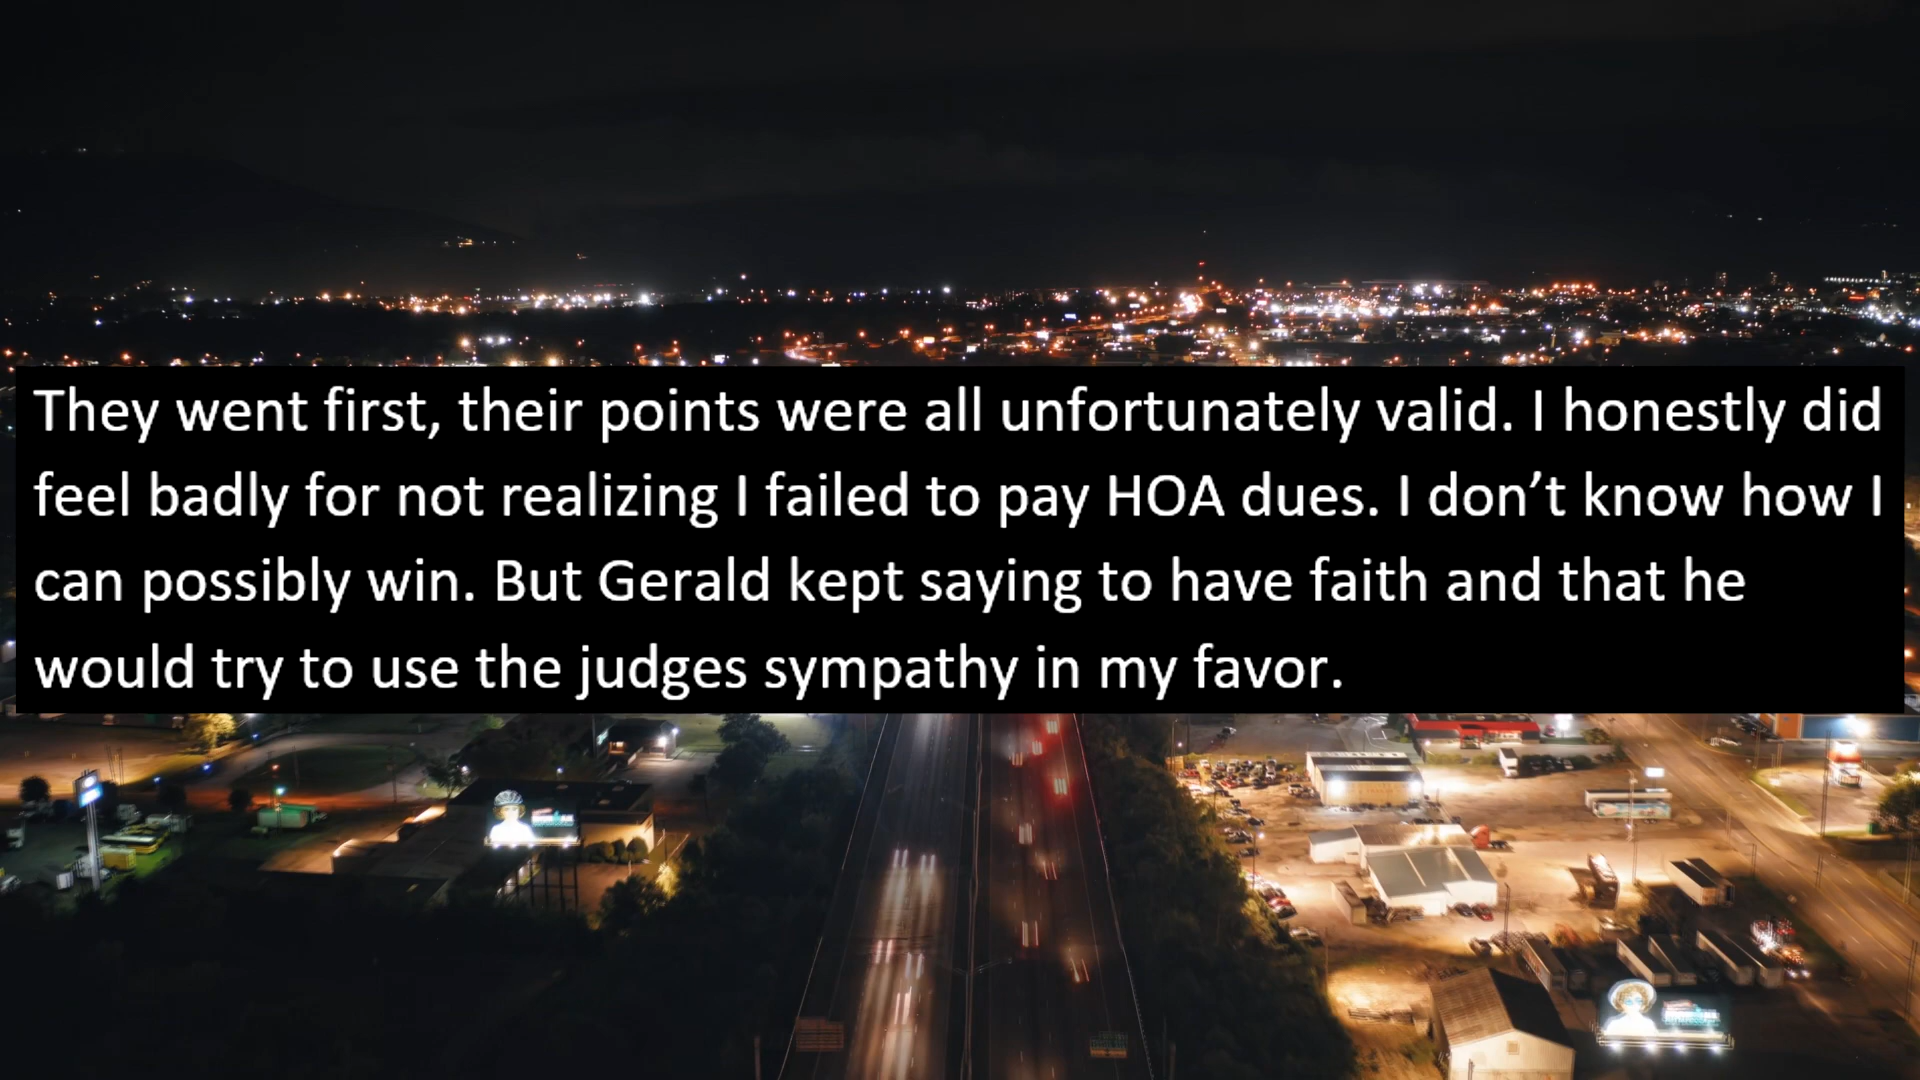 They went first, their points were all unfortunately valid. I honestly did
feel badly for not realizing I failed to pay HOA dues. I don’t know how I
can possibly win. But Gerald kept saying to have faith and that he
would try to use the judges sympathy in my favor.